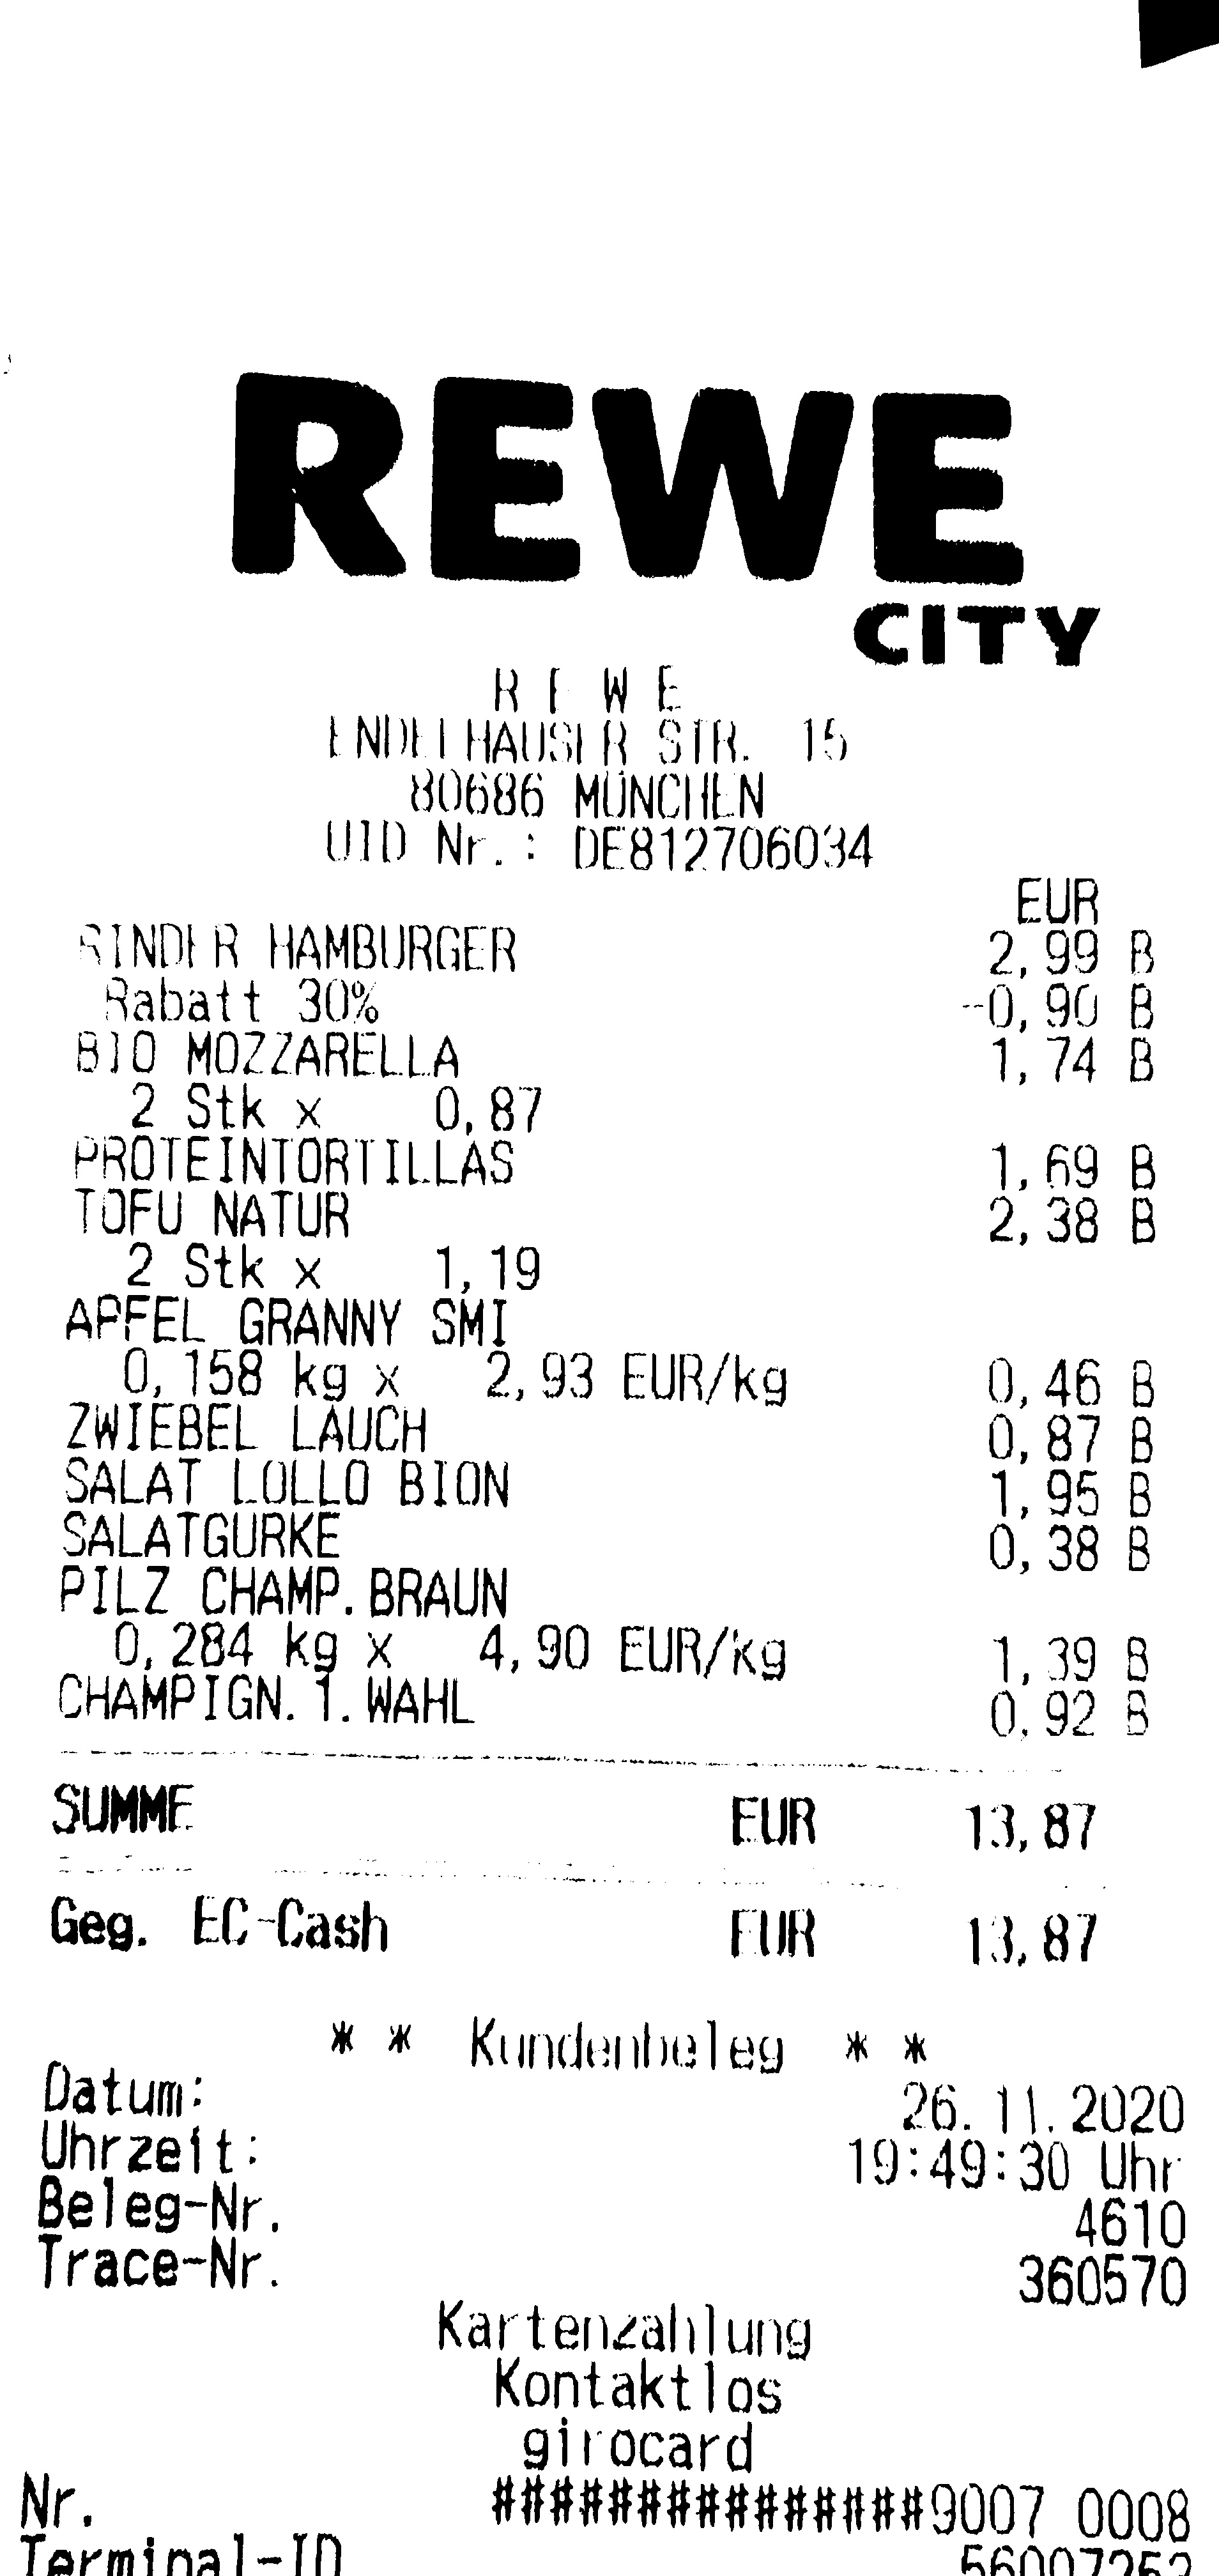 REWE
CITY
R E W E
ENDELHAUSER STR. 15
80686 MÜNCHEN
UID Nr.: DE812706034
EUR
RINDER HAMBURGER 2,99 B
Rabatt 30% -0,90 B
BIO MOZZARELLA 1,74 B
2 Stk x 0,87
PROTEINTORTILLAS 1,69 B
TOFU NATUR 2,38 B
2 Stk x 1,19
APFEL GRANNY SMI
0,158 kg x 2,93 EUR/kg 0,46 B
ZWIEBEL LAUCH 0,87 B
SALAT LOLLO BION 1,95 B
SALATGURKE 0,38 B
PILZ CHAMP.BRAUN
0,284 kg x 4,90 EUR/kg 1,39 B
CHAMPIGN.1.WAHL 0,92 B
SUMME EUR 13,87
Geg. EC-Cash EUR 13,87
* * Kundenbeleg * *
Datum: 26.11.2020
Uhrzeit: 19:49:30 Uhr
Beleg-Nr. 4610
Trace-Nr. 360570
Kartenzahlung
Kontaktlos
girocard
Nr. ###############9007 0008
Terminal-ID 56007252